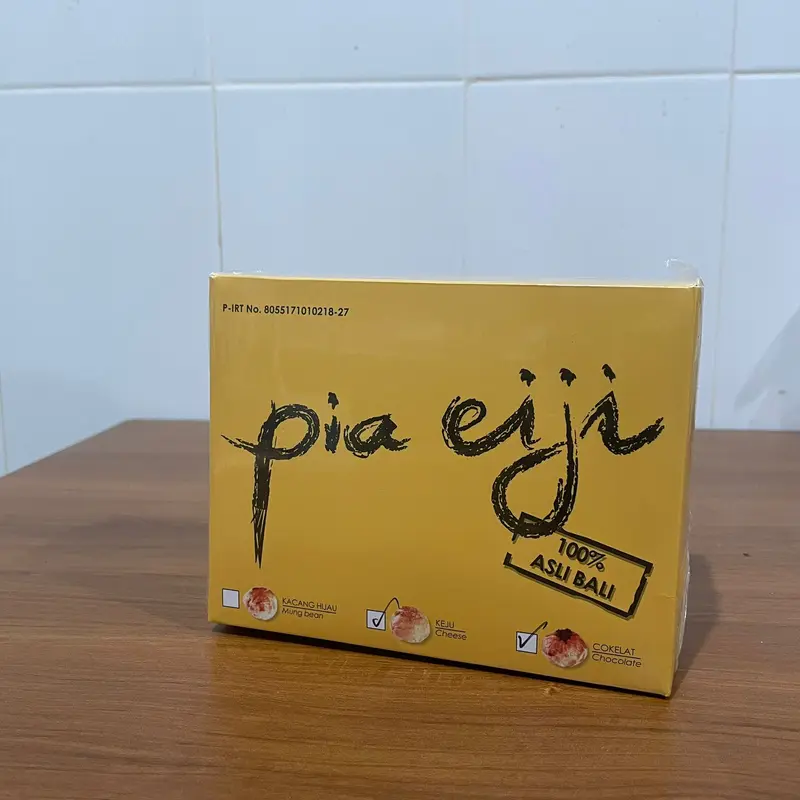 P-IRT No. 8055171010218-27
pia eiji
100%
ASLI BALI
KACANG HIJAU
Mung bean
KEJU
Cheese
COKELAT
Chocolate